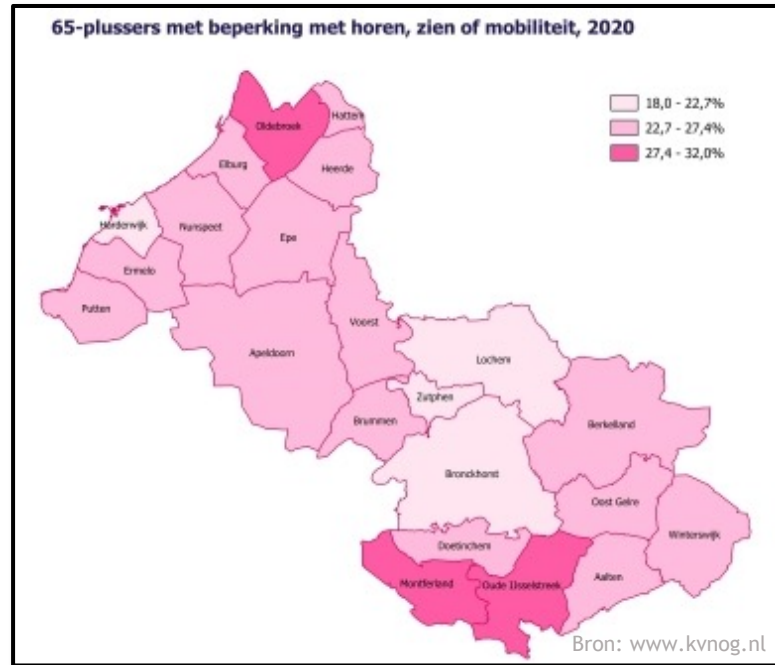 65-plussers met beperking met horen, zien of mobiliteit, 2020
18,0 - 22,7%
22,7 - 27,4%
27,4 - 32,0%
Oldebroek
Hattem
Elburg
Heerde
Harderwijk
Nunspeet
Epe
Ermelo
Putten
Voorst
Apeldoorn
Lochem
Zutphen
Brummen
Berkelland
Bronckhorst
Oost Gelre
Winterswijk
Doetinchem
Montferland
Oude IJsselstreek
Aalten
Bron: www.kvnog.nl